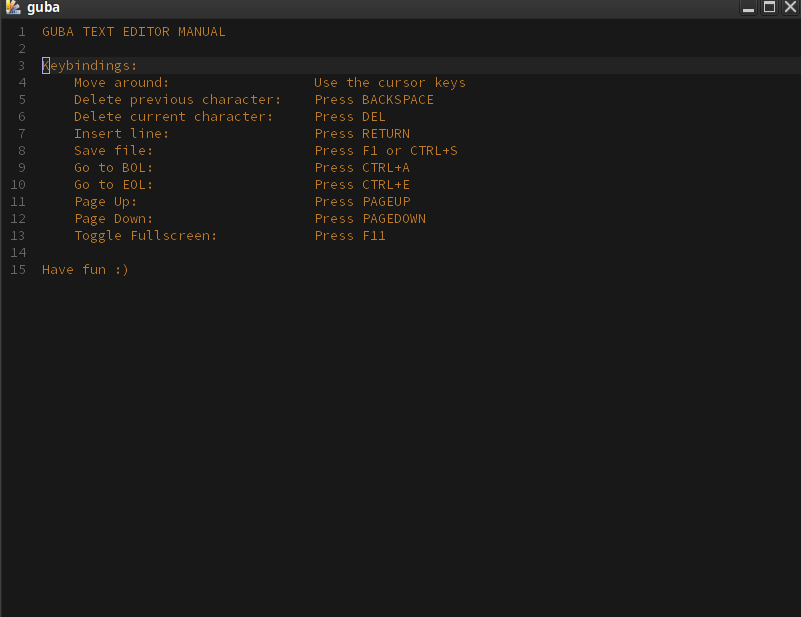 guba
1 GUBA TEXT EDITOR MANUAL
2
3 Keybindings:
4     Move around:                  Use the cursor keys
5     Delete previous character:    Press BACKSPACE
6     Delete current character:     Press DEL
7     Insert line:                  Press RETURN
8     Save file:                    Press F1 or CTRL+S
9     Go to BOL:                    Press CTRL+A
10     Go to EOL:                    Press CTRL+E
11     Page Up:                      Press PAGEUP
12     Page Down:                    Press PAGEDOWN
13     Toggle Fullscreen:            Press F11
14
15 Have fun :)